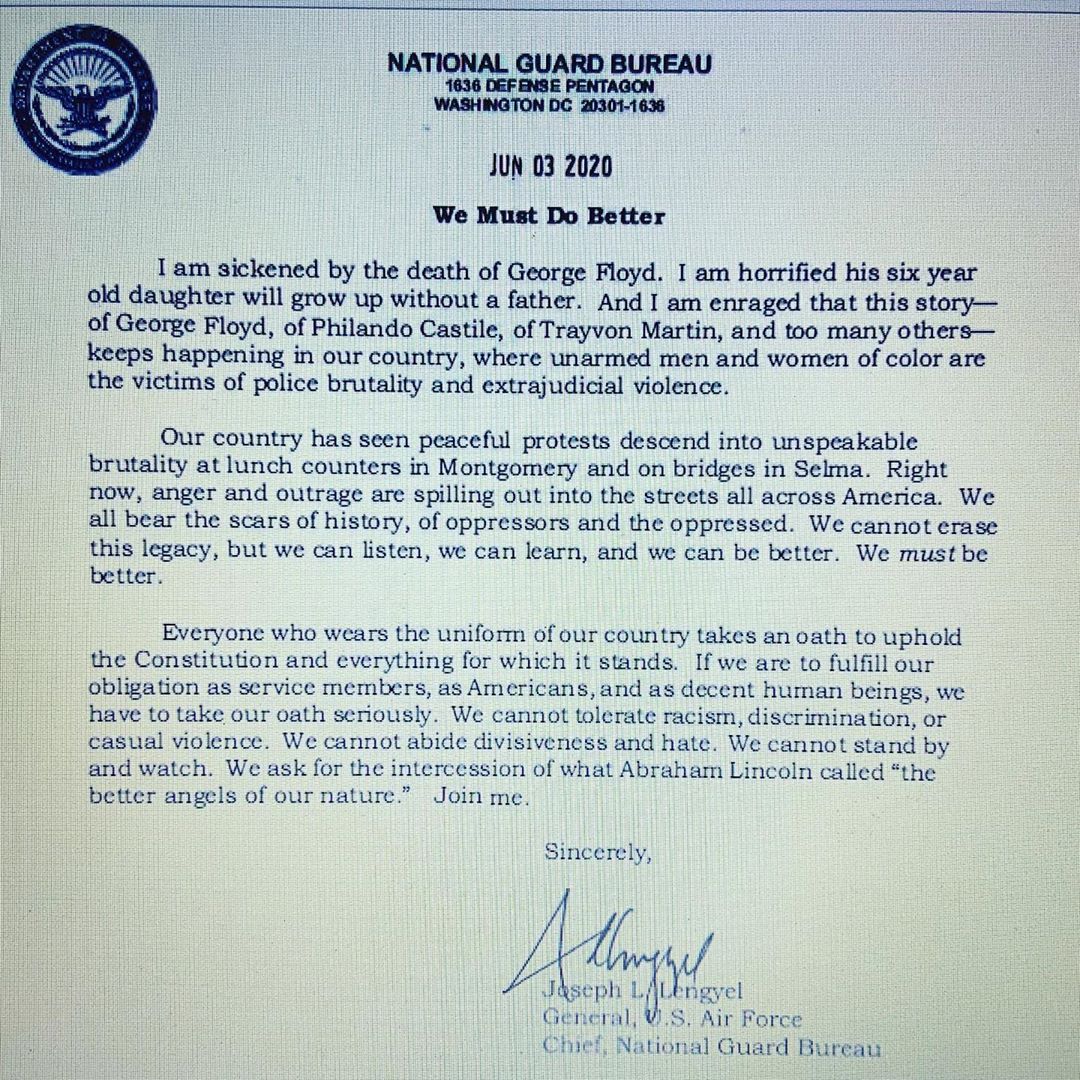 NATIONAL GUARD BUREAU
1636 DEFENSE PENTAGON
WASHINGTON DC 20301-1636
JUN 03 2020
We Must Do Better
I am sickened by the death of George Floyd. I am horrified his six year
old daughter will grow up without a father. And I am enraged that this story—
of George Floyd, of Philando Castile, of Trayvon Martin, and too many others—
keeps happening in our country, where unarmed men and women of color are
the victims of police brutality and extrajudicial violence.
Our country has seen peaceful protests descend into unspeakable
brutality at lunch counters in Montgomery and on bridges in Selma. Right
now, anger and outrage are spilling out into the streets all across America. We
all bear the scars of history, of oppressors and the oppressed. We cannot erase
this legacy, but we can listen, we can learn, and we can be better. We must be
better.
Everyone who wears the uniform of our country takes an oath to uphold
the Constitution and everything for which it stands. If we are to fulfill our
obligation as service members, as Americans, and as decent human beings, we
have to take our oath seriously. We cannot tolerate racism, discrimination, or
casual violence. We cannot abide divisiveness and hate. We cannot stand by
and watch. We ask for the intercession of what Abraham Lincoln called “the
better angels of our nature.” Join me.
Sincerely,
Joseph L. Lengyel
General, U.S. Air Force
Chief, National Guard Bureau